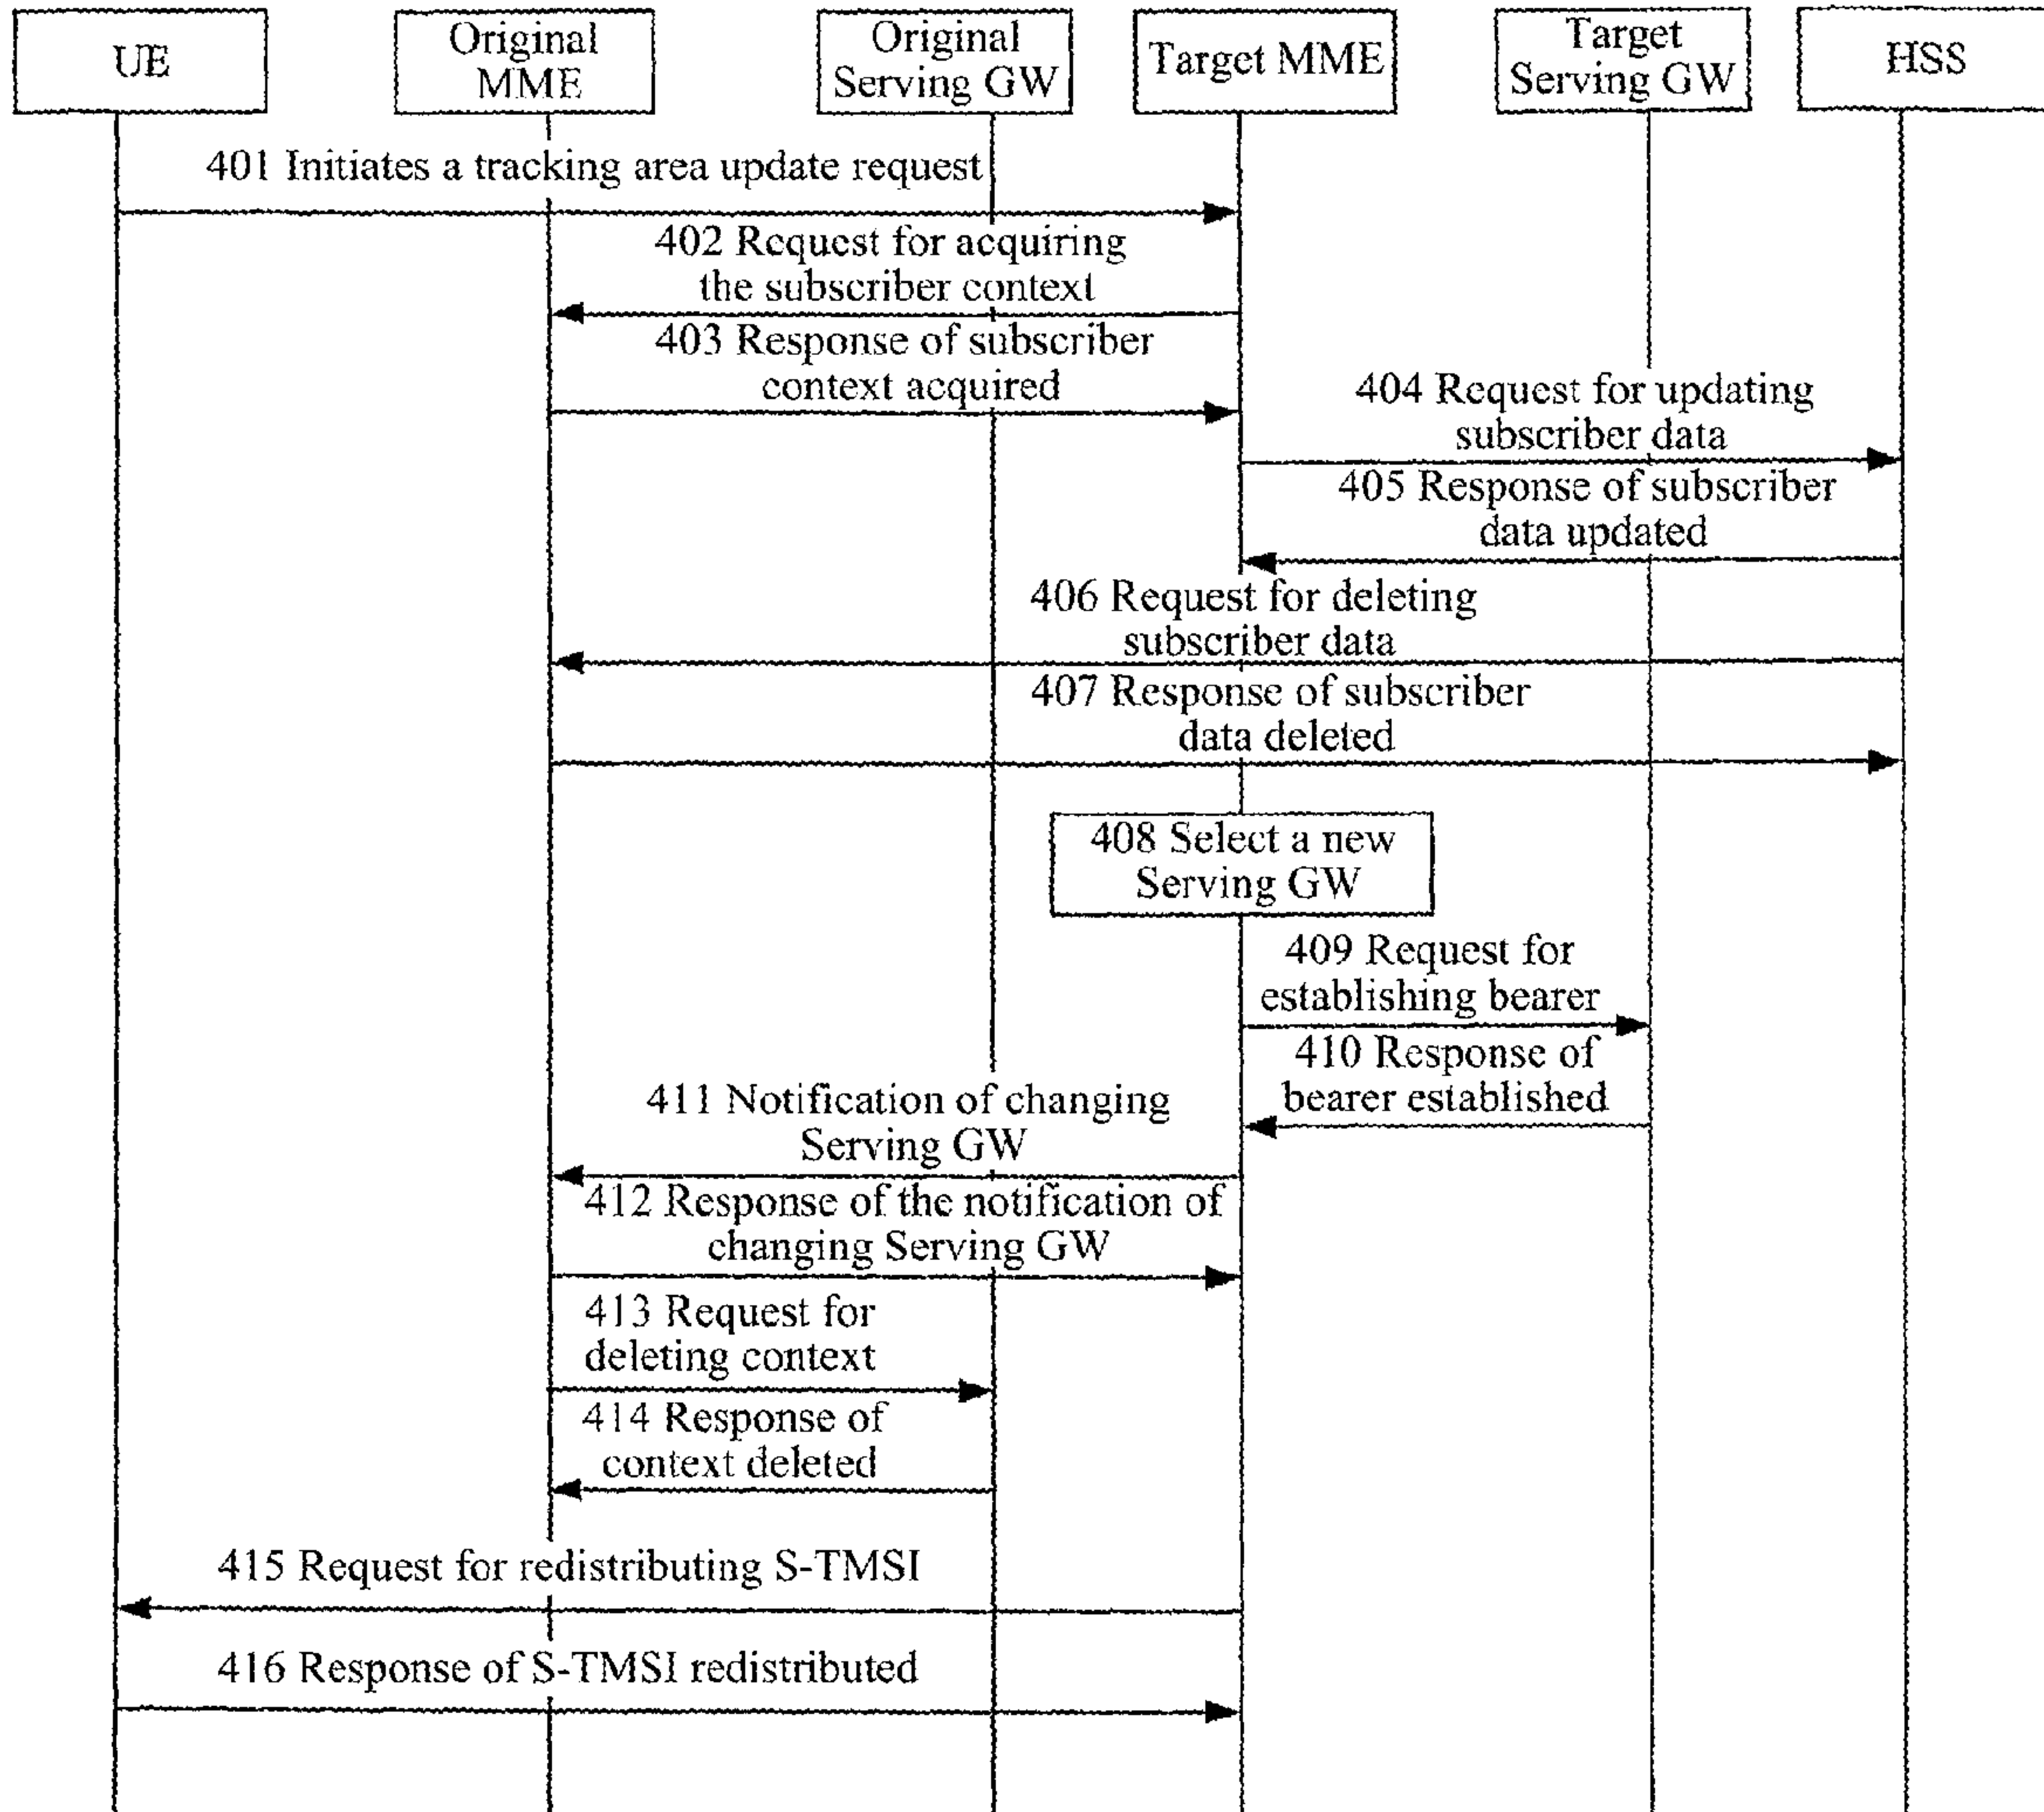 UE
Original
MME
Original
Serving GW
Target MME
Target
Serving GW
HSS
401 Initiates a tracking area update request
402 Request for acquiring
the subscriber context
403 Response of subscriber
context acquired
404 Request for updating
subscriber data
405 Response of subscriber
data updated
406 Request for deleting
subscriber data
407 Response of subscriber
data deleted
408 Select a new
Serving GW
409 Request for
establishing bearer
410 Response of
bearer established
411 Notification of changing
Serving GW
412 Response of the notification of
changing Serving GW
413 Request for
deleting context
414 Response of
context deleted
415 Request for redistributing S-TMSI
416 Response of S-TMSI redistributed